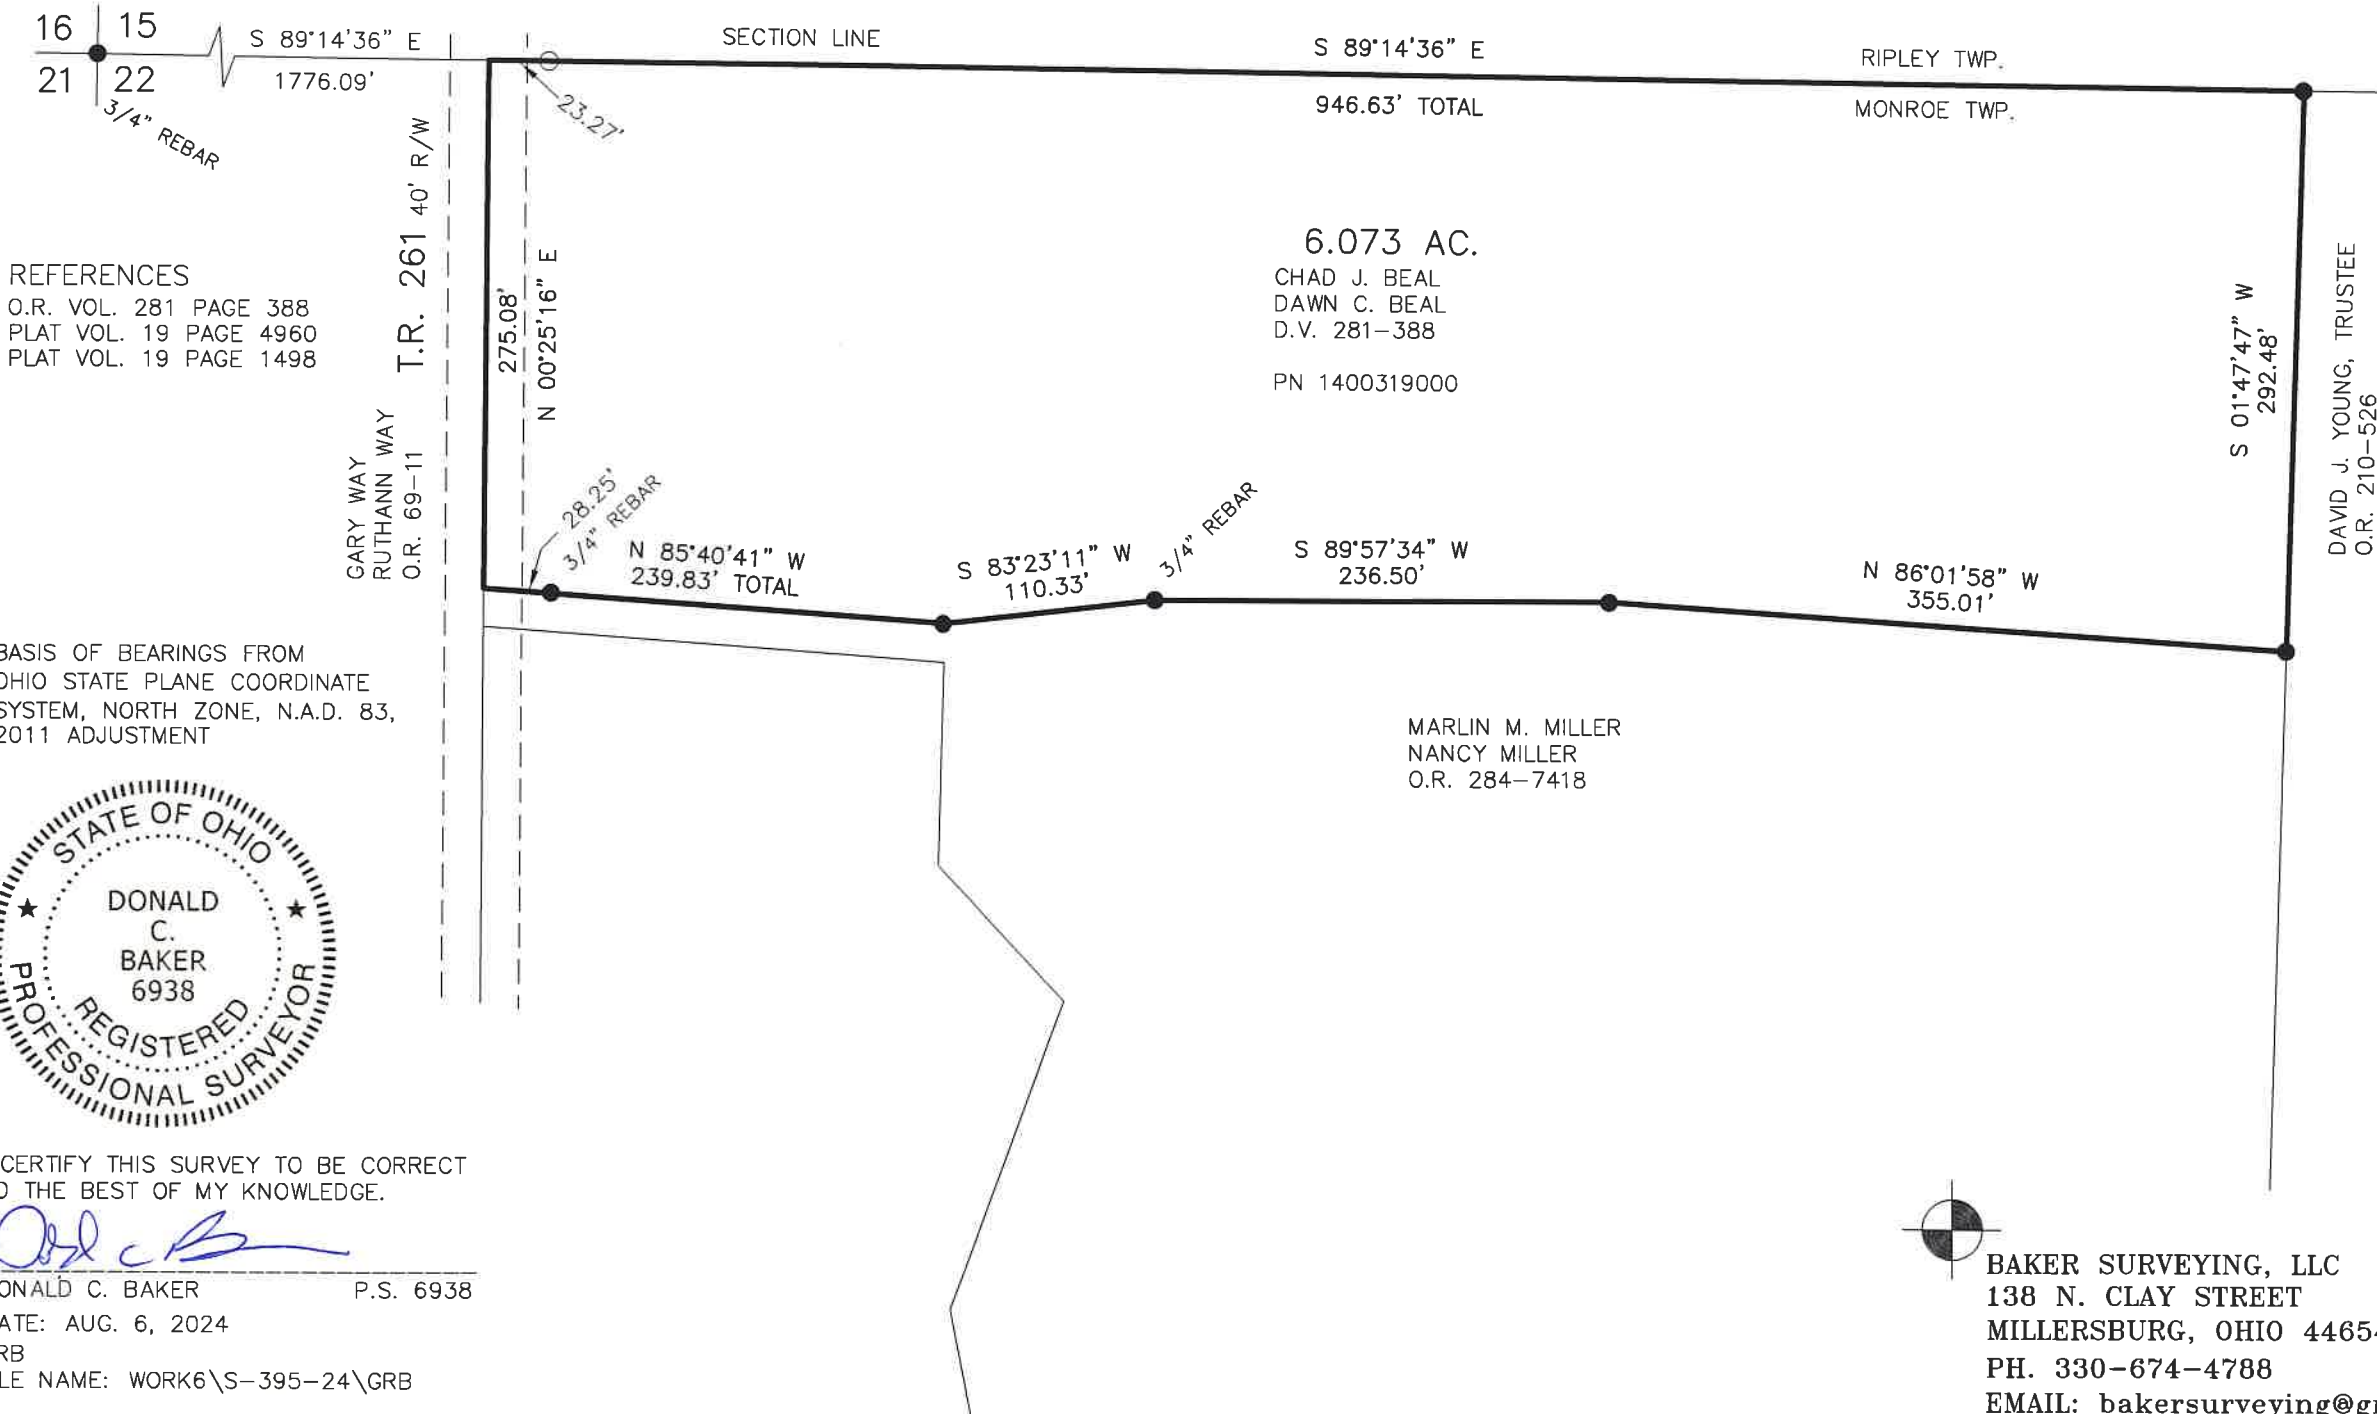 16 15
21 22
3/4" REBAR
S 89°14'36" E
1776.09'
SECTION LINE
S 89°14'36" E
946.63' TOTAL
RIPLEY TWP.
MONROE TWP.
23.27'
T.R. 261 40' R/W
275.08'
N 00°25'16" E
6.073 AC.
CHAD J. BEAL
DAWN C. BEAL
D.V. 281-388
PN 1400319000
S 01°47'47" W
292.48'
DAVID J. YOUNG, TRUSTEE
O.R. 210-526
REFERENCES
O.R. VOL. 281 PAGE 388
PLAT VOL. 19 PAGE 4960
PLAT VOL. 19 PAGE 1498
GARY WAY
RUTHANN WAY
O.R. 69-11
28.25'
3/4" REBAR
N 85°40'41" W
239.83' TOTAL
S 83°23'11" W
110.33'
3/4" REBAR
S 89°57'34" W
236.50'
N 86°01'58" W
355.01'
BASIS OF BEARINGS FROM
OHIO STATE PLANE COORDINATE
SYSTEM, NORTH ZONE, N.A.D. 83,
2011 ADJUSTMENT
MARLIN M. MILLER
NANCY MILLER
O.R. 284-7418
STATE OF OHIO
DONALD
C.
BAKER
6938
REGISTERED
PROFESSIONAL SURVEYOR
CERTIFY THIS SURVEY TO BE CORRECT
O THE BEST OF MY KNOWLEDGE.
ONALD C. BAKER P.S. 6938
ATE: AUG. 6, 2024
RB
LE NAME: WORK6\S-395-24\GRB
BAKER SURVEYING, LLC
138 N. CLAY STREET
MILLERSBURG, OHIO 44654
PH. 330-674-4788
EMAIL: bakersurveying@g